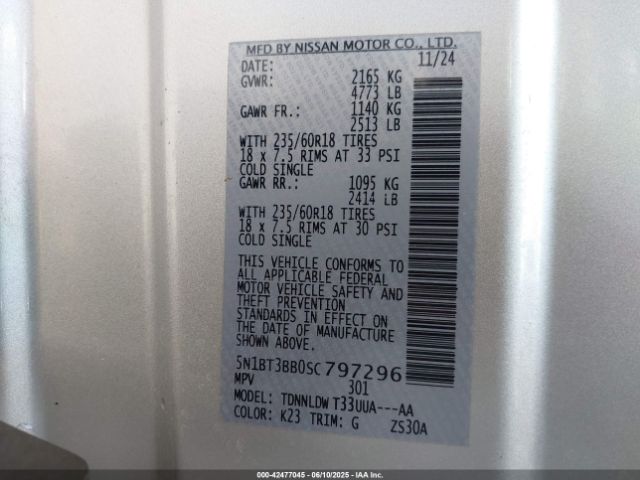 MFD BY NISSAN MOTOR CO., LTD.
DATE: 11/24
GVWR: 2165 KG
4773 LB
GAWR FR.: 1140 KG
2513 LB
WITH 235/60R18 TIRES
18 x 7.5 RIMS AT 33 PSI
COLD SINGLE
GAWR RR.: 1095 KG
2414 LB
WITH 235/60R18 TIRES
18 x 7.5 RIMS AT 30 PSI
COLD SINGLE
THIS VEHICLE CONFORMS TO
ALL APPLICABLE FEDERAL
MOTOR VEHICLE SAFETY AND
THEFT PREVENTION
STANDARDS IN EFFECT ON
THE DATE OF MANUFACTURE
SHOWN ABOVE.
5N1BT3BB0SC797296
MPV 301
MODEL: TDNNLDW T33UUA---AA
COLOR: K23 TRIM: G ZS30A
000-42477045 - 06/10/2025 - IAAI.COM